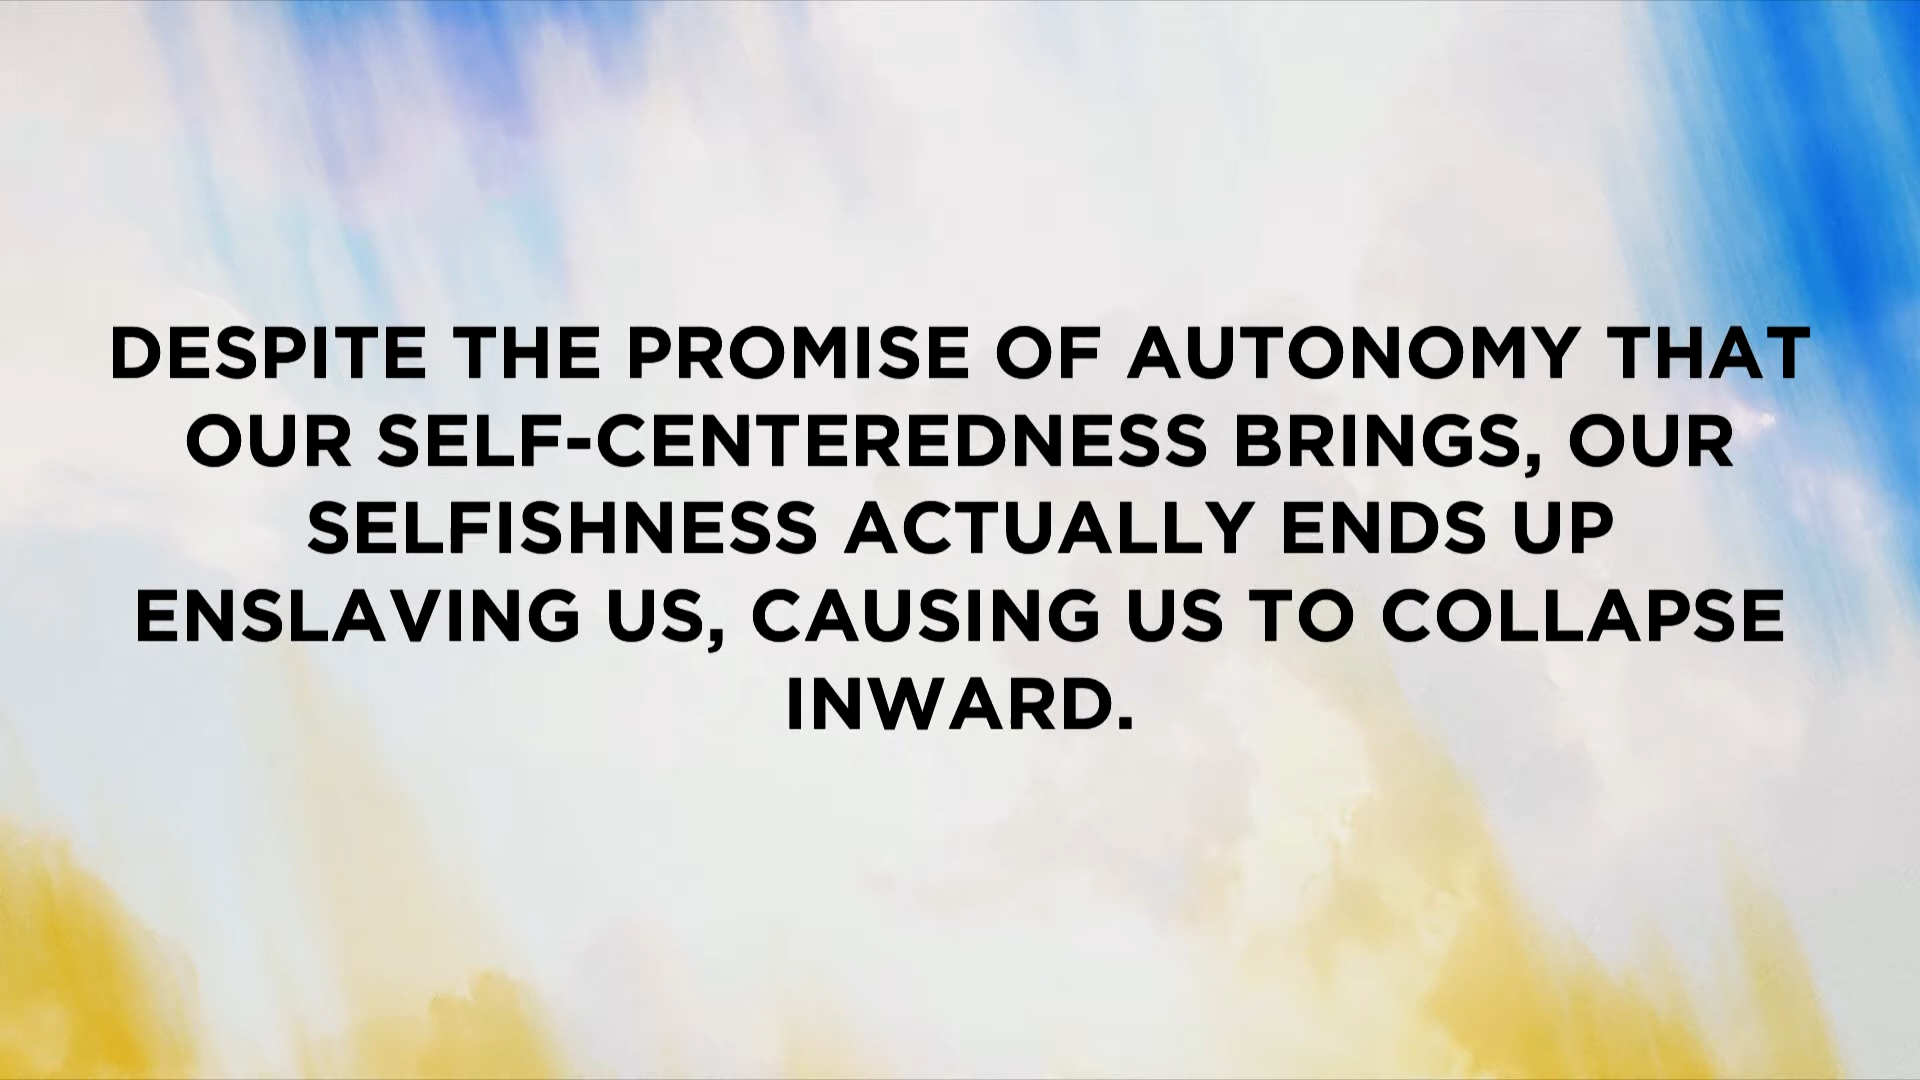 DESPITE THE PROMISE OF AUTONOMY THAT
OUR SELF-CENTEREDNESS BRINGS, OUR
SELFISHNESS ACTUALLY ENDS UP
ENSLAVING US, CAUSING US TO COLLAPSE
INWARD.